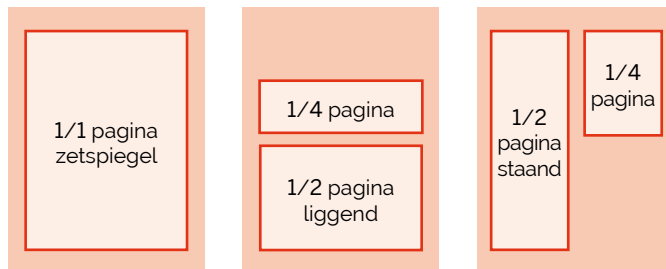 1/1 pagina
zetspiegel
1/4 pagina
1/2 pagina
liggend
1/2
pagina
staand
1/4
pagina